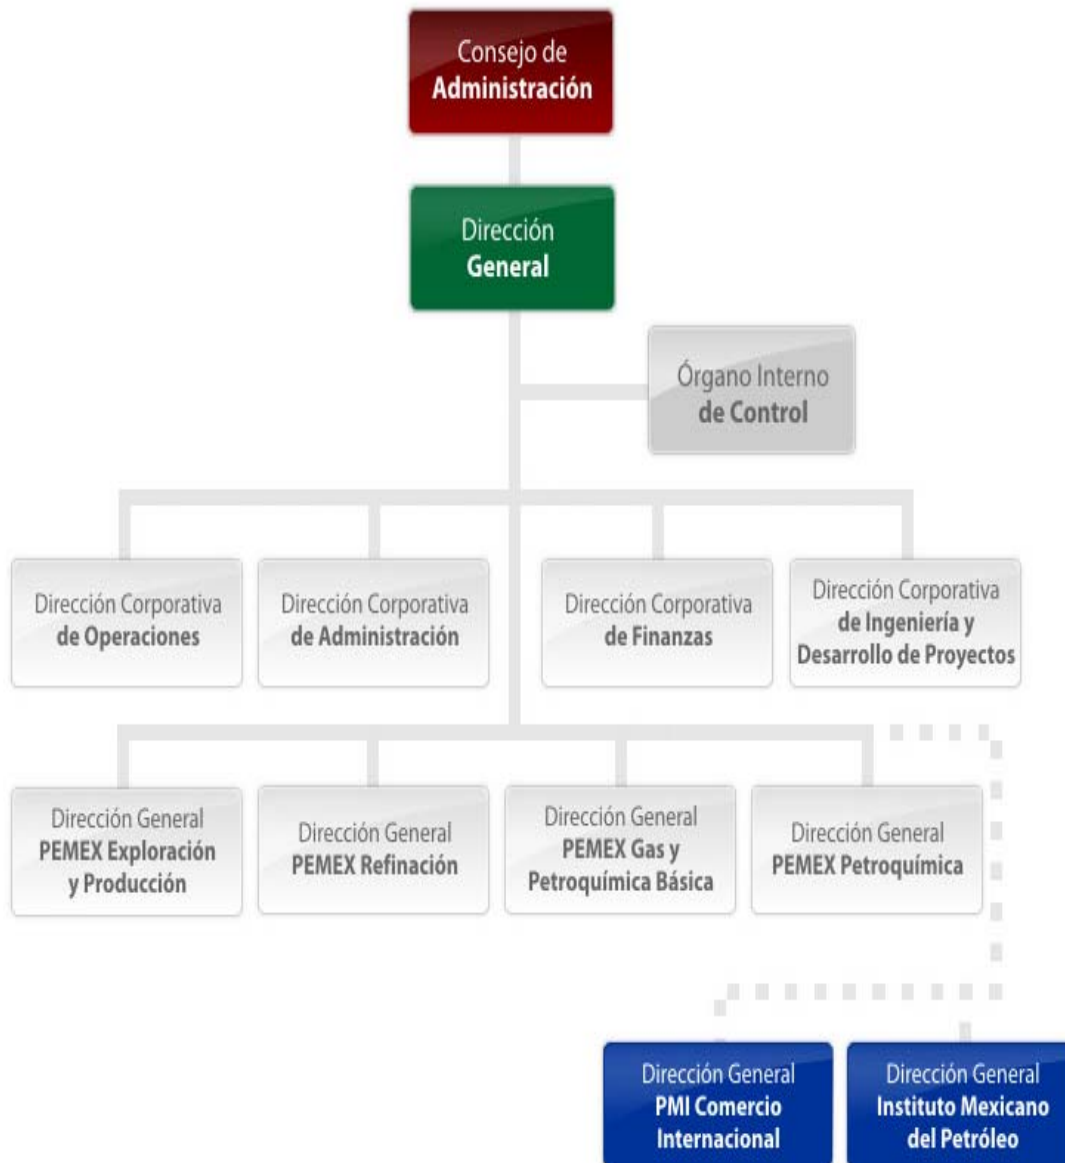 Consejo de
Administración
Dirección
General
Órgano Interno
de Control
Dirección Corporativa
de Operaciones
Dirección Corporativa
de Administración
Dirección Corporativa
de Finanzas
Dirección Corporativa
de Ingeniería y
Desarrollo de Proyectos
Dirección General
PEMEX Exploración
y Producción
Dirección General
PEMEX Refinación
Dirección General
PEMEX Gas y
Petroquímica Básica
Dirección General
PEMEX Petroquímica
Dirección General
PMI Comercio
Internacional
Dirección General
Instituto Mexicano
del Petróleo